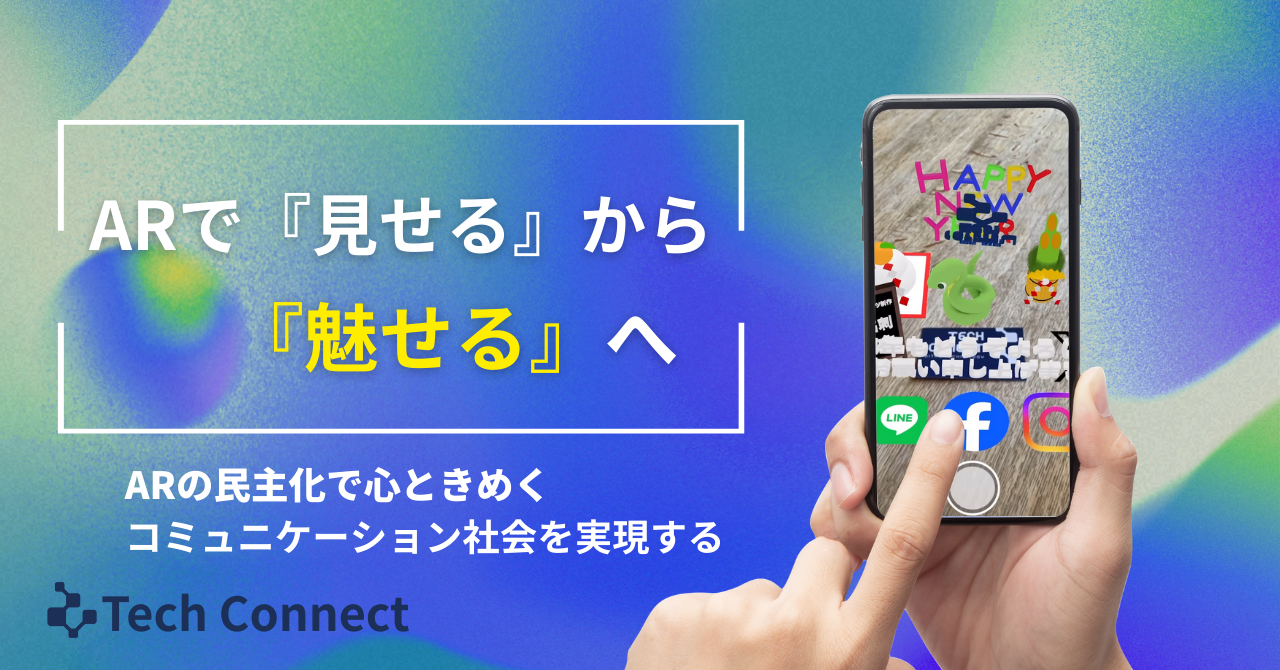 ARで『見せる』から
『魅せる』へ
ARの民主化で心ときめく
コミュニケーション社会を実現する
Tech Connect
HAPPY
NEW
LINE